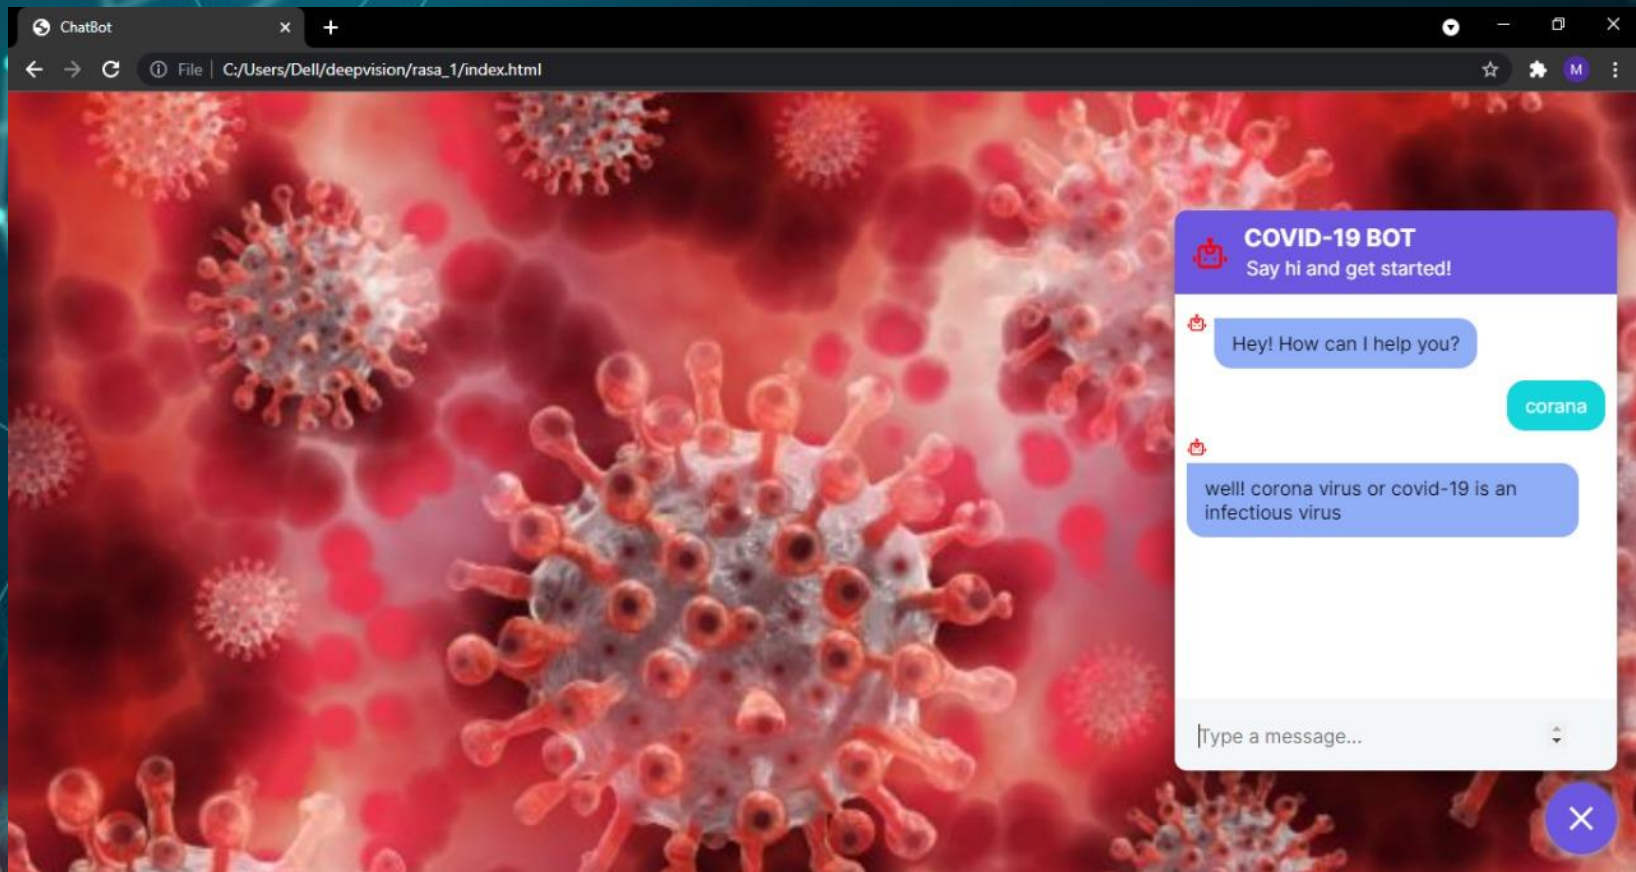 ChatBot
File
C:/Users/Dell/deepvision/rasa_1/index.html
M
COVID-19 BOT
Say hi and get started!
Hey! How can I help you?
corana
well! corona virus or covid-19 is an
infectious virus
Type a message...